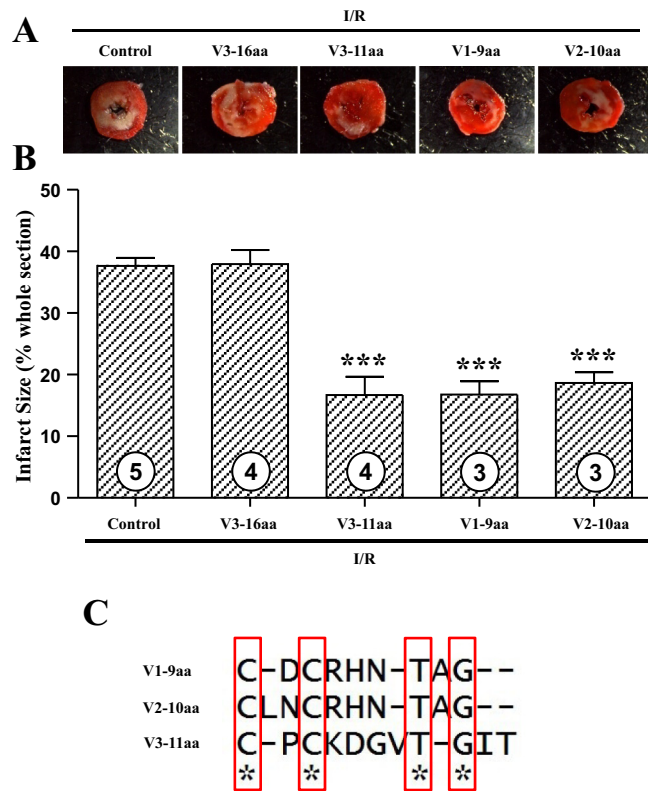 A
I/R
Control V3-16aa V3-11aa V1-9aa V2-10aa
B
Infarct Size (% whole section)
50
40
30
20
10
0
*** *** ***
5 4 4 3 3
Control V3-16aa V3-11aa V1-9aa V2-10aa
I/R
C
V1-9aa C-DCRHN-TAG--
V2-10aa CLNCRHN-TAG--
V3-11aa C-PCKDGVT-GIT
* * * *